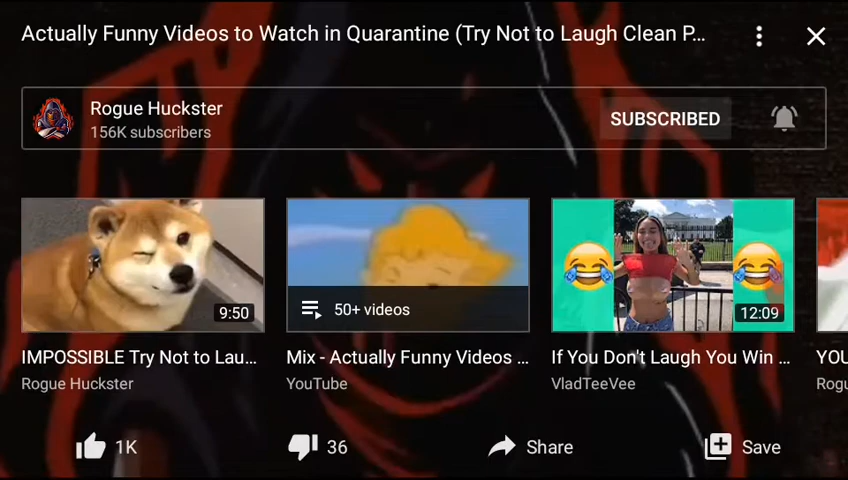 Actually Funny Videos to Watch in Quarantine (Try Not to Laugh Clean P...
Rogue Huckster
156K subscribers
SUBSCRIBED
9:50
50+ videos
12:09
IMPOSSIBLE Try Not to Lau...
Mix - Actually Funny Videos ...
If You Don't Laugh You Win ...
YOU
Rogue Huckster
YouTube
VladTeeVee
Rogu
1K
36
Share
Save